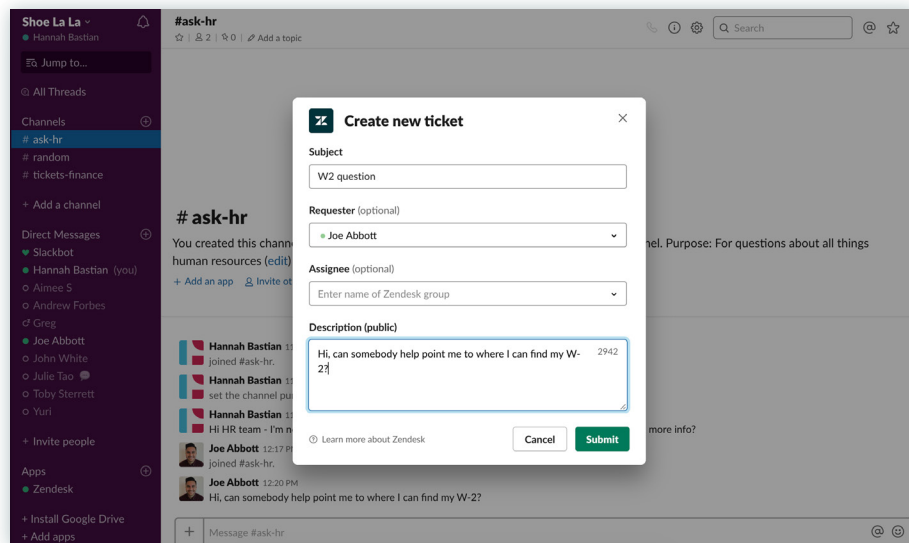 Shoe La La
Hannah Bastian
Jump to...
All Threads
Channels
# ask-hr
# random
# tickets-finance
+ Add a channel
Direct Messages
Slackbot
Hannah Bastian (you)
Aimee S
Andrew Forbes
Greg
Joe Abbott
John White
Julie Tao
Toby Sterrett
Yuri
+ Invite people
Apps
Zendesk
+ Install Google Drive
+ Add apps
#ask-hr
2 | 0 | Add a topic
Search
# ask-hr
You created this nel. Purpose: For questions about all things
human resources (edit)
+ Add an app Invite
Hannah Bastian
joined #ask-hr.
Hannah Bastian
set the channel
Hannah Bastian
Hi HR team - I'm more info?
Joe Abbott 12:17
joined #ask-hr.
Joe Abbott 12:20 PM
Hi, can somebody help point me to where I can find my W-2?
Message #ask-hr
Create new ticket
Subject
W2 question
Requester (optional)
Joe Abbott
Assignee (optional)
Enter name of Zendesk group
Description (public)
Hi, can somebody help point me to where I can find my W- 2942
2?
Learn more about Zendesk Cancel Submit